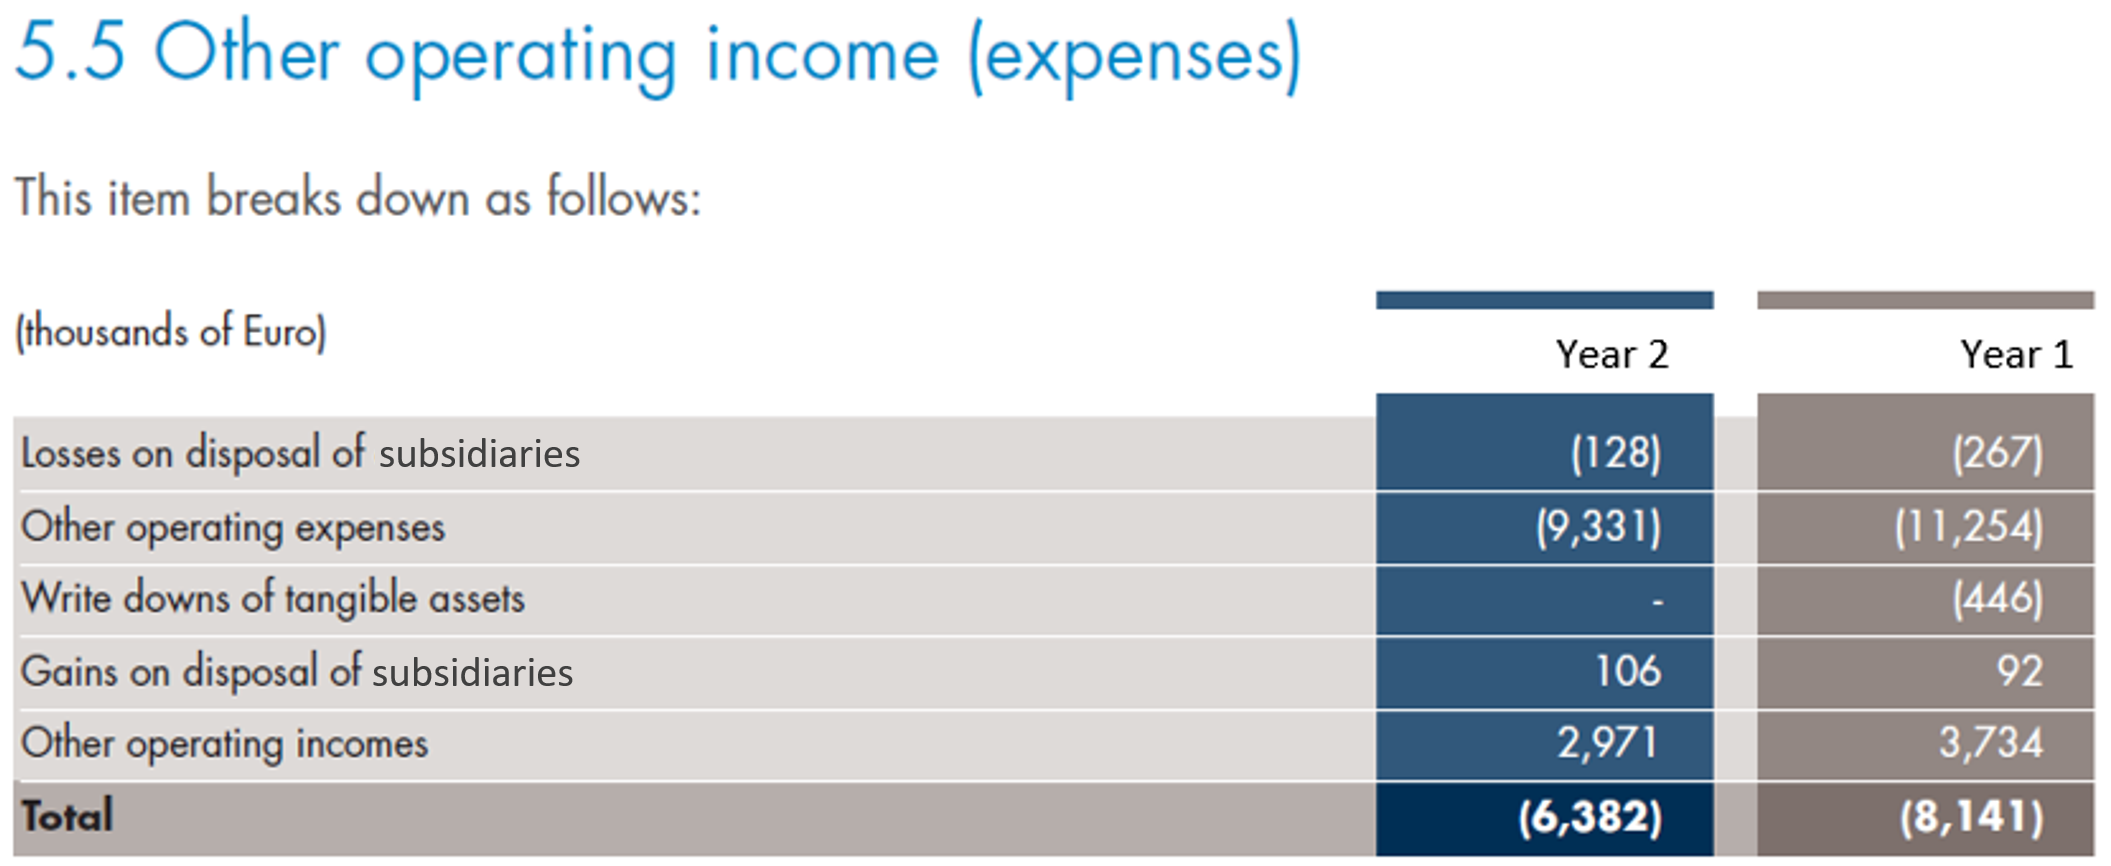 5.5 Other operating income (expenses)
This item breaks down as follows:
(thousands of Euro)
Year 2 Year 1
Losses on disposal of subsidiaries (128) (267)
Other operating expenses (9,331) (11,254)
Write downs of tangible assets - (446)
Gains on disposal of subsidiaries 106 92
Other operating incomes 2,971 3,734
Total (6,382) (8,141)